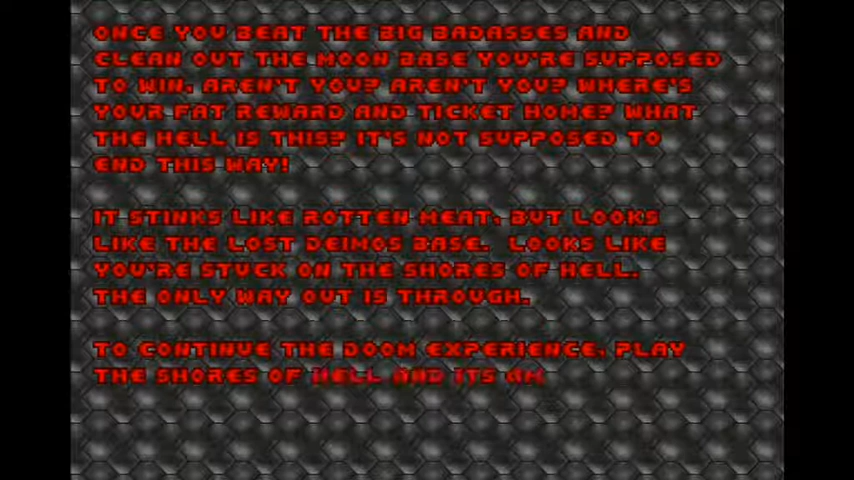 ONCE YOU BEAT THE BIG BADASSES AND
CLEAN OUT THE MOON BASE YOU'RE SUPPOSED
TO WIN, AREN'T YOU? AREN'T YOU? WHERE'S
YOUR FAT REWARD AND TICKET HOME? WHAT
THE HELL IS THIS? IT'S NOT SUPPOSED TO
END THIS WAY!
IT STINKS LIKE ROTTEN MEAT, BUT LOOKS
LIKE THE LOST DEIMOS BASE.  LOOKS LIKE
YOU'RE STUCK ON THE SHORES OF HELL.
THE ONLY WAY OUT IS THROUGH.
TO CONTINUE THE DOOM EXPERIENCE, PLAY
THE SHORES OF HELL AND ITS